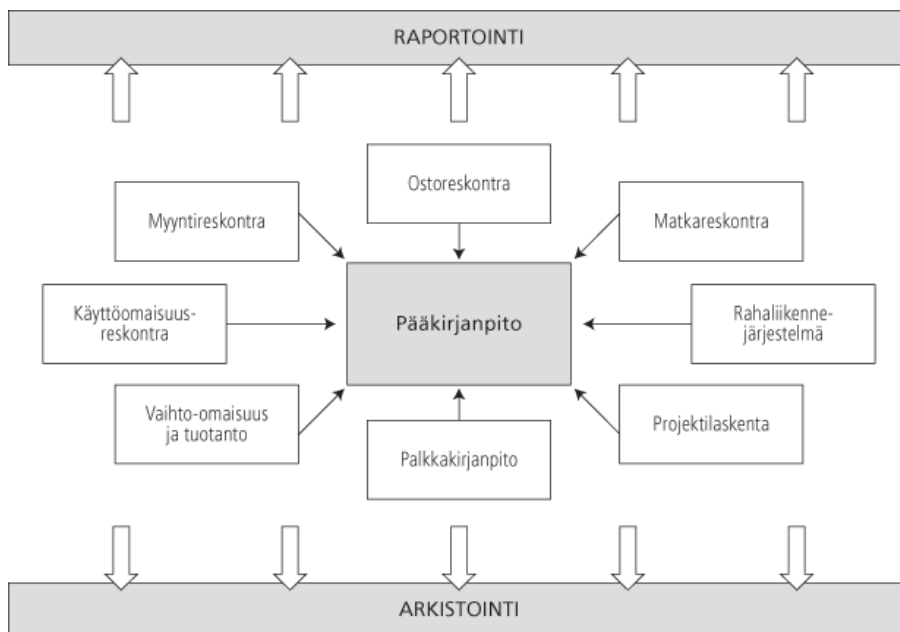 RAPORTOINTI
Ostoreskontra
Myyntireskontra
Matkareskontra
Käyttöomaisuus-
reskontra
Pääkirjanpito
Rahaliikenne-
järjestelmä
Vaihto-omaisuus
ja tuotanto
Palkkakirjanpito
Projektilaskenta
ARKISTOINTI